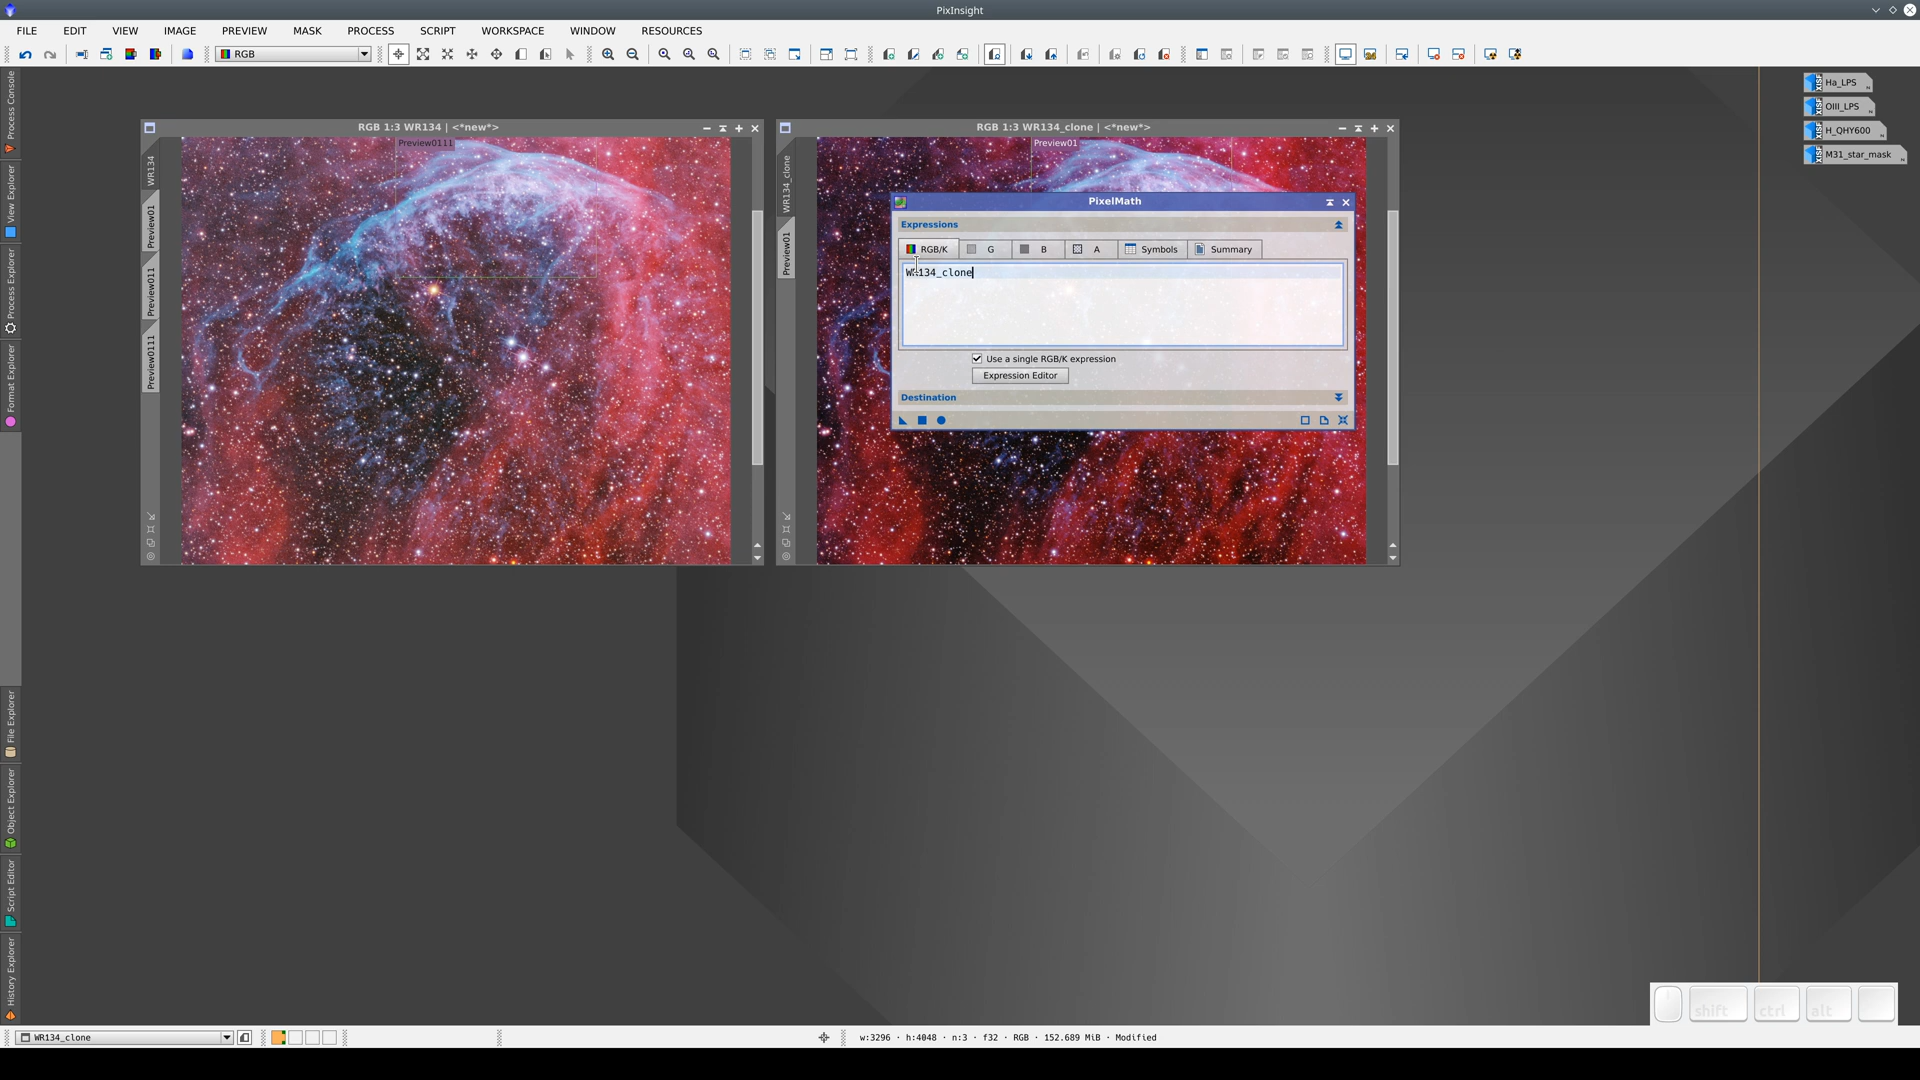 PixInsight
FILE EDIT VIEW IMAGE PREVIEW MASK PROCESS SCRIPT WORKSPACE WINDOW RESOURCES
RGB
Process Console
View Explorer
Process Explorer
Format Explorer
File Explorer
Object Explorer
Script Editor
History Explorer
RGB 1:3 WR134 | <*new*>
WR134
Preview01
Preview011
Preview0111
Preview0111
RGB 1:3 WR134_clone | <*new*>
WR134_clone
Preview01
Preview01
PixelMath
Expressions
RGB/K G B A Symbols Summary
WR134_clone
Use a single RGB/K expression
Expression Editor
Destination
XISF Ha_LPS N
XISF OIII_LPS N
XISF H_QHY600 N
XISF M31_star_mask N
shift ctrl alt
WR134_clone
w:3296 · h:4048 · n:3 · f32 · RGB · 152.689 MiB · Modified